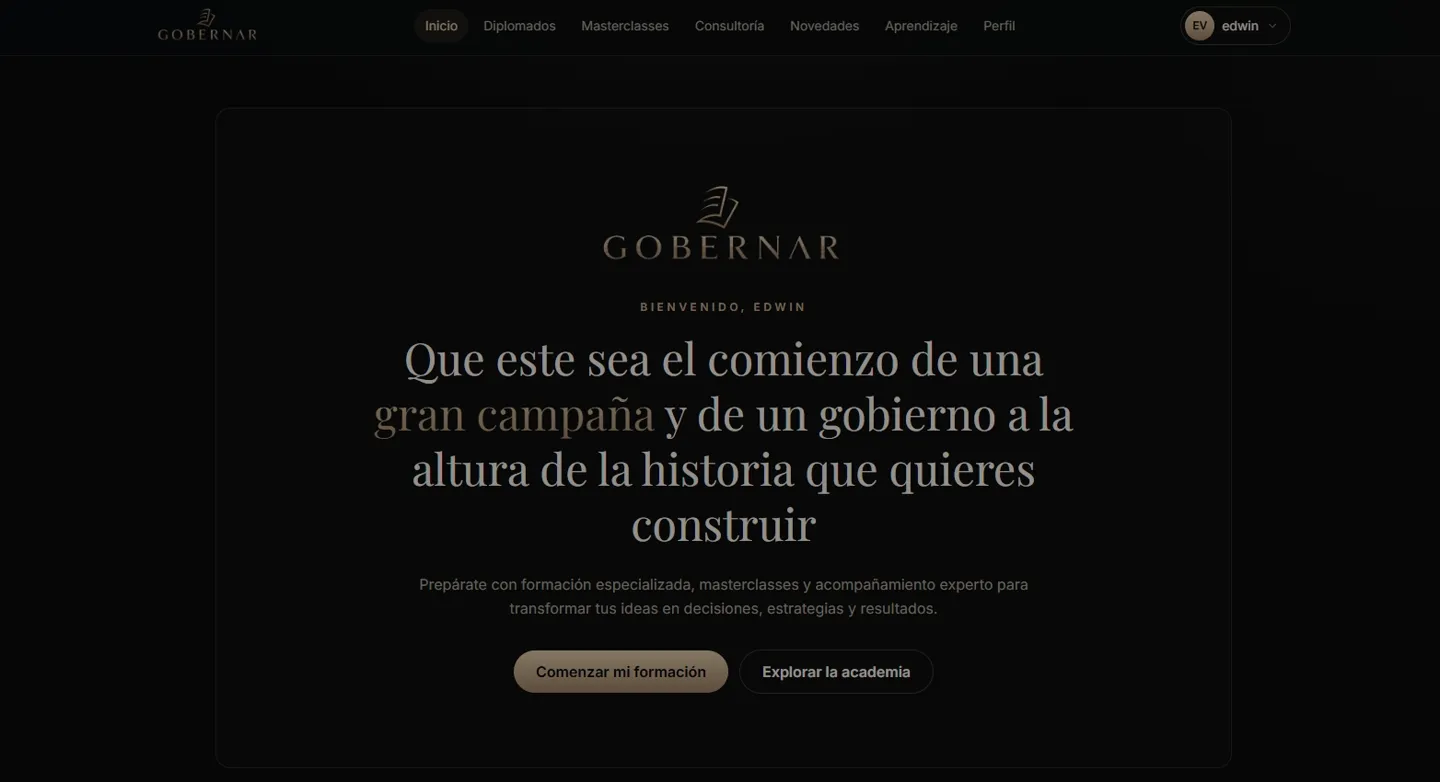 GOBERNAR
Inicio
Diplomados
Masterclasses
Consultoría
Novedades
Aprendizaje
Perfil
EV
edwin
GOBERNAR
BIENVENIDO, EDWIN
Que este sea el comienzo de una
gran campaña y de un gobierno a la
altura de la historia que quieres
construir
Prepárate con formación especializada, masterclasses y acompañamiento experto para
transformar tus ideas en decisiones, estrategias y resultados.
Comenzar mi formación
Explorar la academia